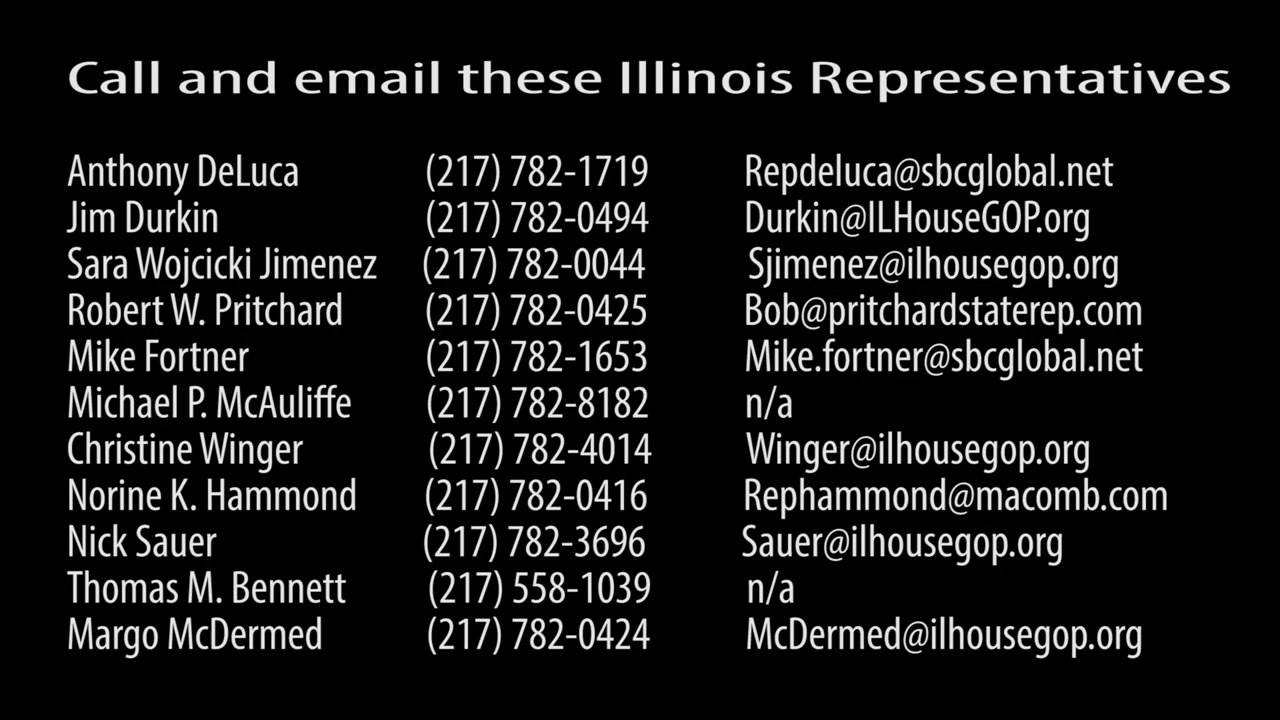 Call and email these Illinois Representatives
Anthony DeLuca (217) 782-1719 Repdeluca@sbcglobal.net
Jim Durkin (217) 782-0494 Durkin@ILHouseGOP.org
Sara Wojcicki Jimenez (217) 782-0044 Sjimenez@ilhousegop.org
Robert W. Pritchard (217) 782-0425 Bob@pritchardstaterep.com
Mike Fortner (217) 782-1653 Mike.fortner@sbcglobal.net
Michael P. McAuliffe (217) 782-8182 n/a
Christine Winger (217) 782-4014 Winger@ilhousegop.org
Norine K. Hammond (217) 782-0416 Rephammond@macomb.com
Nick Sauer (217) 782-3696 Sauer@ilhousegop.org
Thomas M. Bennett (217) 558-1039 n/a
Margo McDermed (217) 782-0424 McDermed@ilhousegop.org